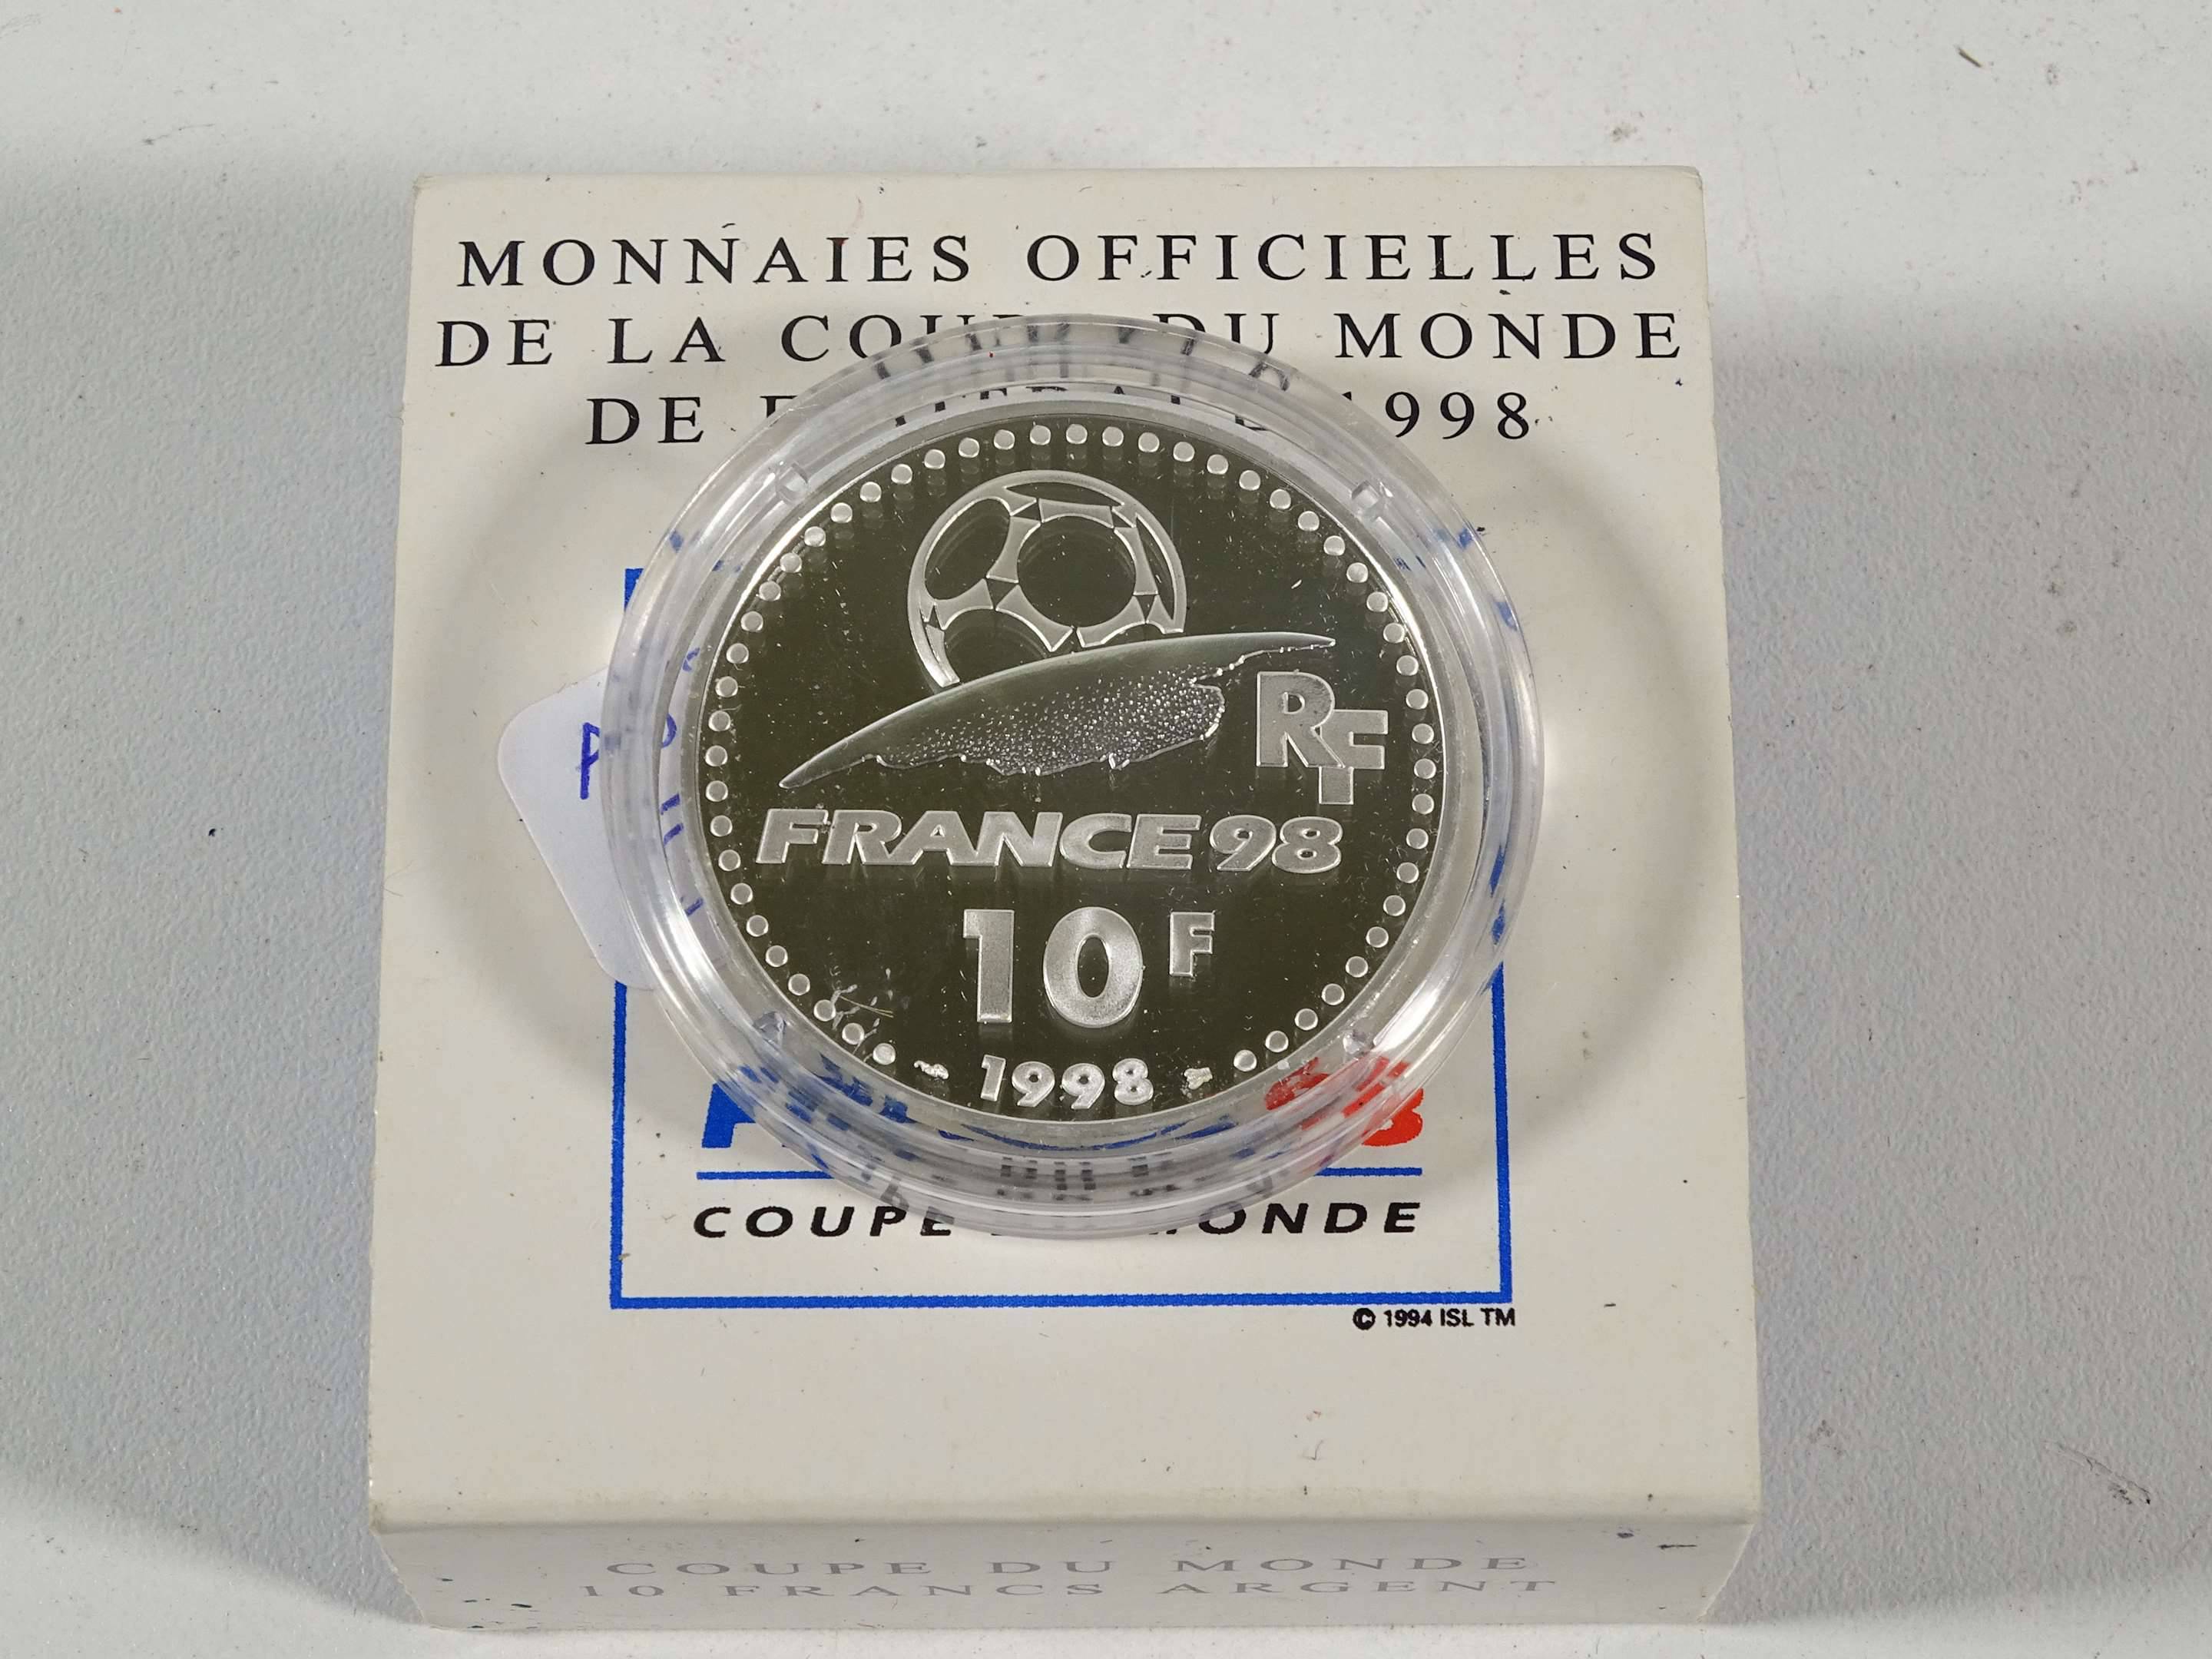 MONNAIES OFFICIELLES
DE LA DU MONDE
DE 1998
RF
FRANCE 98
10 F
1998
COUPE MONDE
© 1994 ISL TM
COUPE DU MONDE
10 FRANCS ARGENT